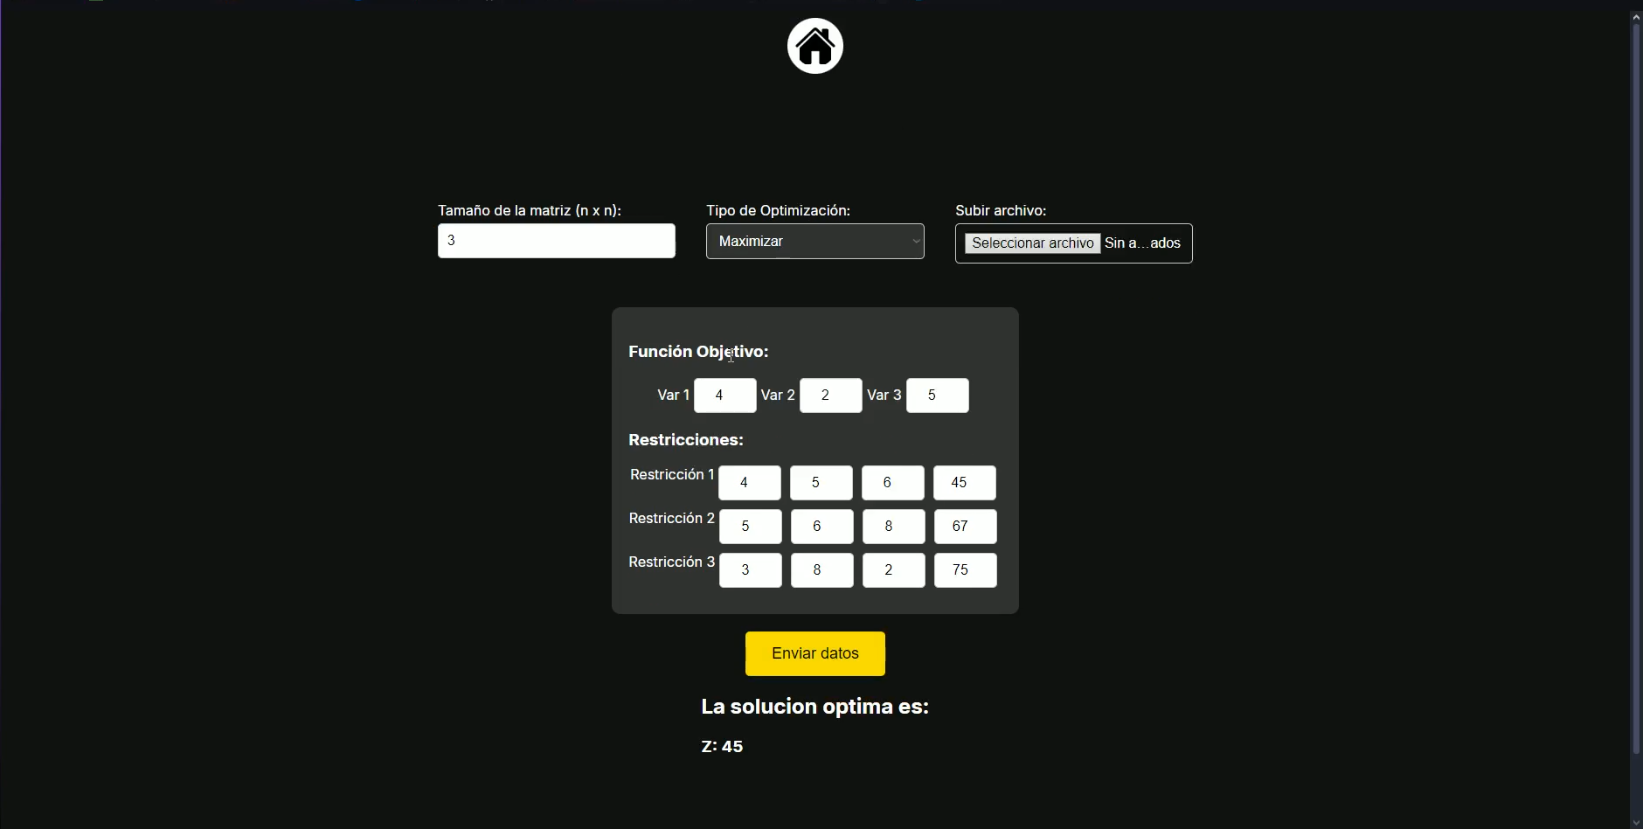 Tamaño de la matriz (n x n): Tipo de Optimización: Subir archivo:
3 Maximizar Seleccionar archivo Sin a...ados
Función Objetivo:
Var 1 4 Var 2 2 Var 3 5
Restricciones:
Restricción 1 4 5 6 45
Restricción 2 5 6 8 67
Restricción 3 3 8 2 75
Enviar datos
La solucion optima es:
Z: 45